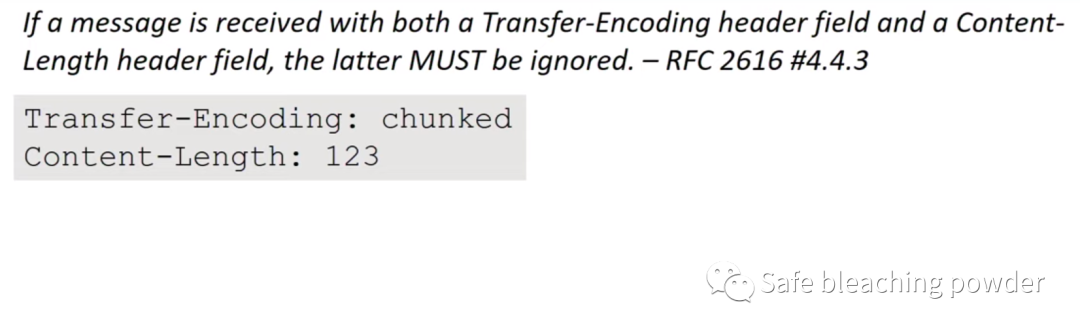 If a message is received with both a Transfer-Encoding header field and a Content-
Length header field, the latter MUST be ignored. – RFC 2616 #4.4.3
Transfer-Encoding: chunked
Content-Length: 123
Safe bleaching powder